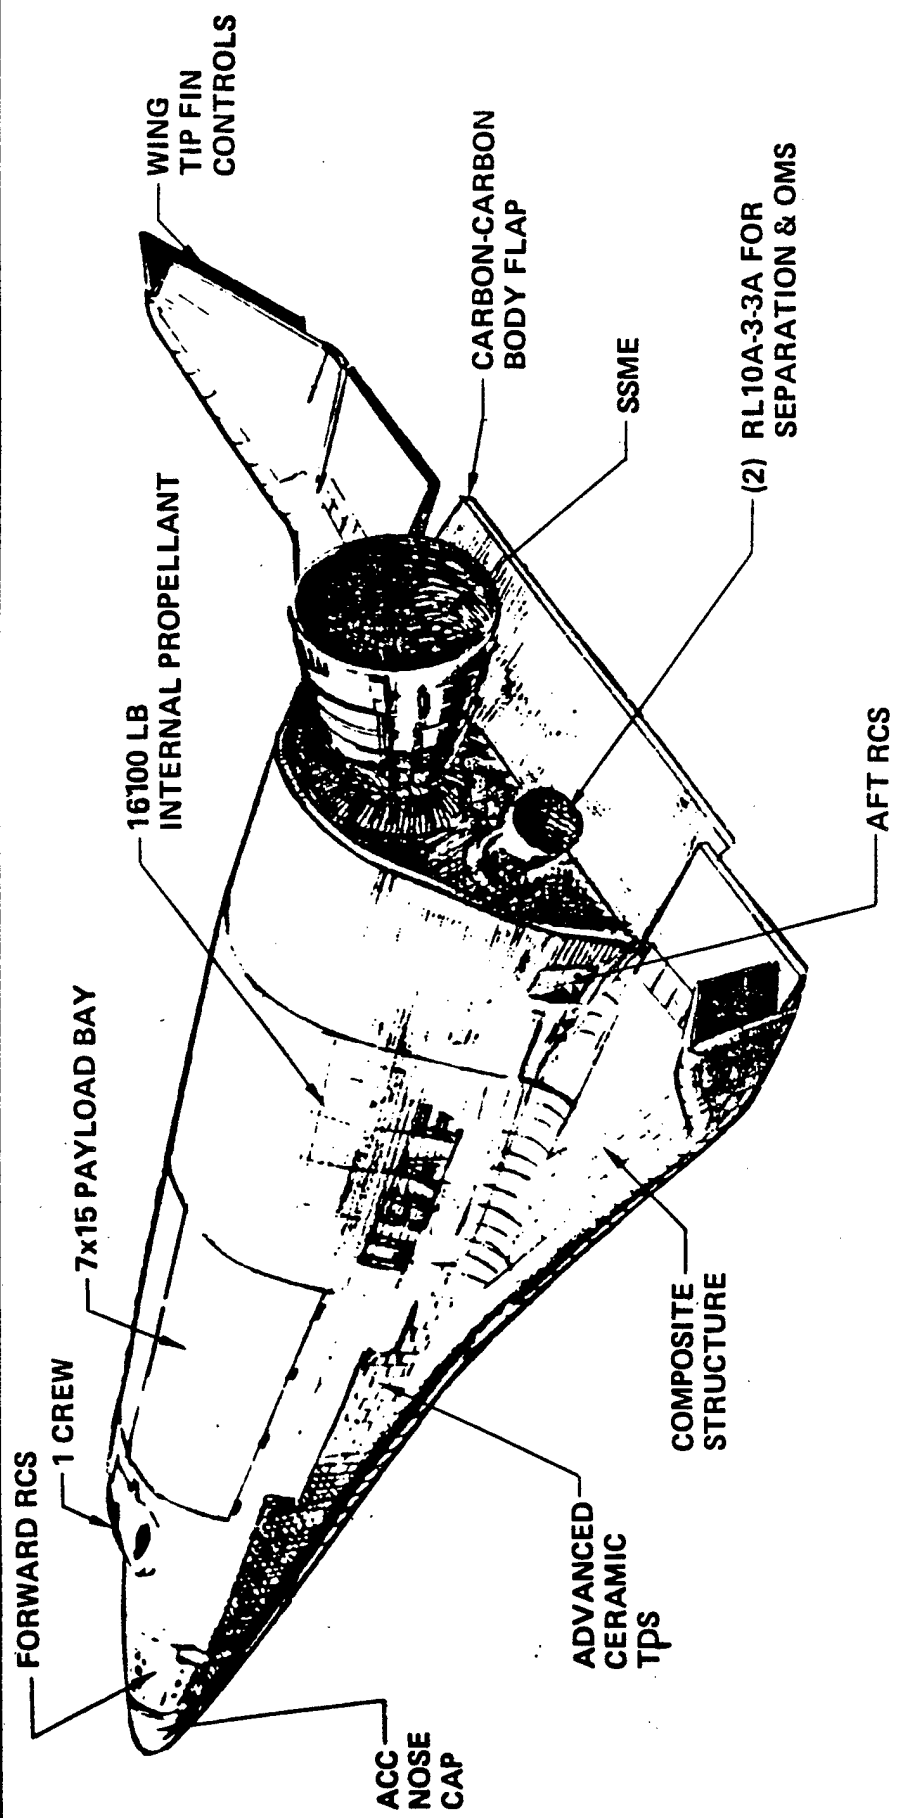 FORWARD RCS
1 CREW
7x15 PAYLOAD BAY
16100 LB
INTERNAL PROPELLANT
WING
TIP FIN
CONTROLS
CARBON-CARBON
BODY FLAP
SSME
(2) RL10A-3-3A FOR
SEPARATION & OMS
AFT RCS
COMPOSITE
STRUCTURE
ADVANCED
CERAMIC
TPS
ACC
NOSE
CAP
USAF